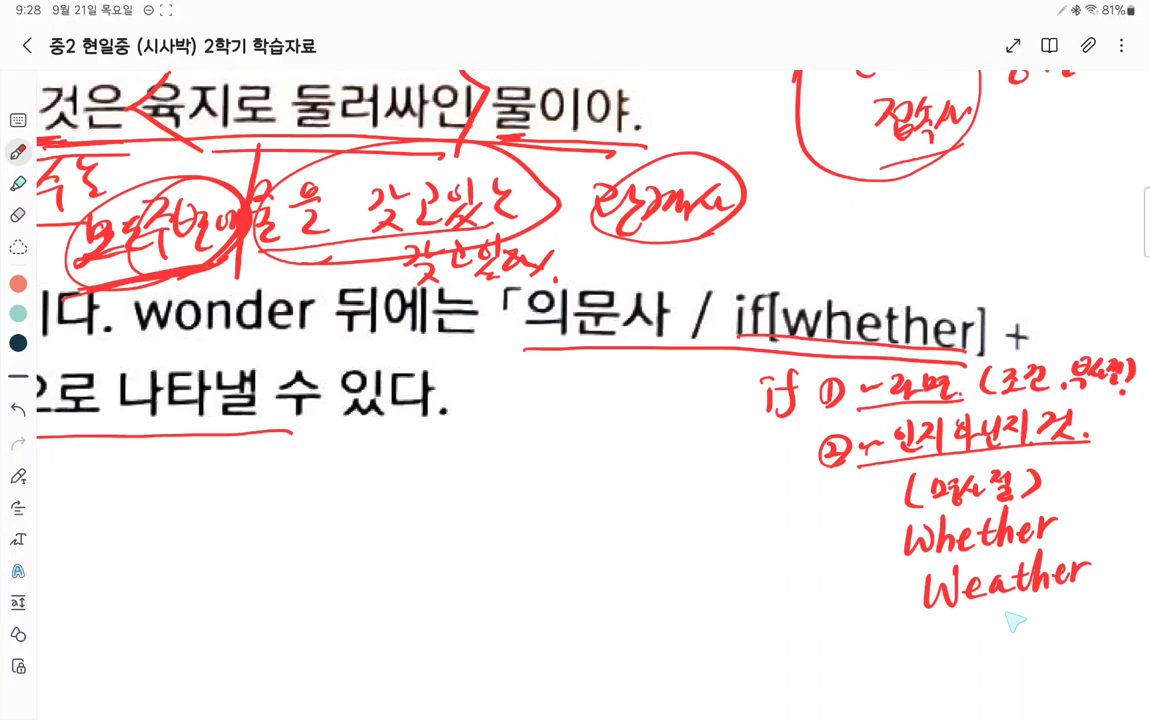 9:28 9월 21일 목요일 81%
중2 현일중 (시사박) 2학기 학습자료
것은 육지로 둘러싸인 물이야.
접속사
을 갖고있는 관계사
이다. wonder 뒤에는 「의문사 / if[whether] +
으로 나타낼 수 있다.
if ① ~라면. (조건.부사절)
② ~인지 아닌지.것.
(명사절)
Whether
Weather